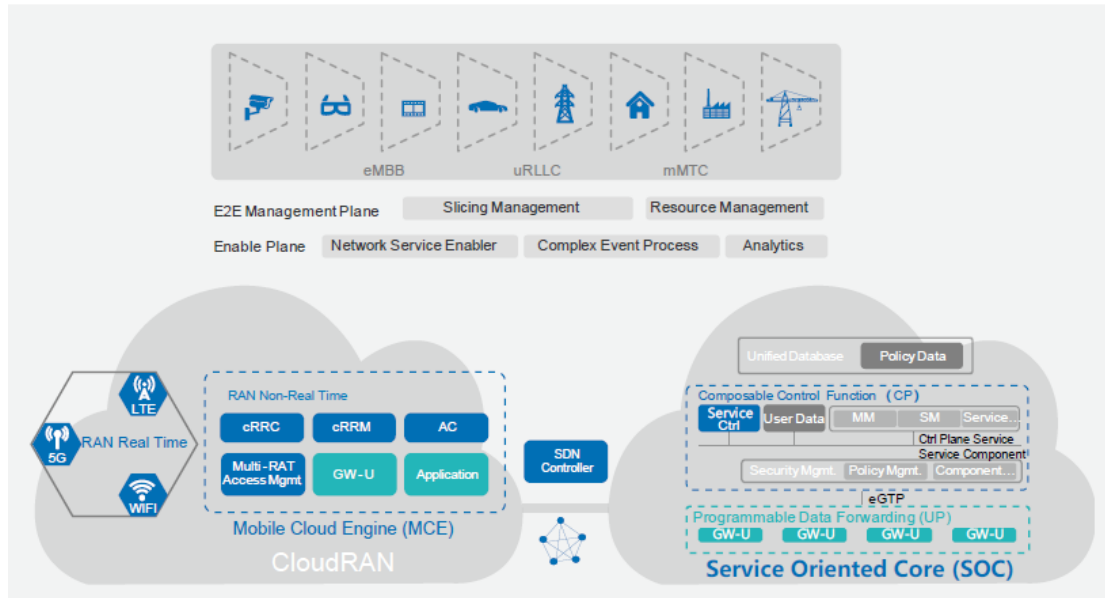 eMBB uRLLC mMTC
E2E Management Plane Slicing Management Resource Management
Enable Plane Network Service Enabler Complex Event Process Analytics
LTE
5G
RAN Real Time
WIFI
RAN Non-Real Time
cRRC cRRM AC
Multi-RAT
Access Mgmt
GW-U
Application
Mobile Cloud Engine (MCE)
CloudRAN
SDN
Controller
Unified Database Policy Data
Composable Control Function (CP)
Service
Ctrl
User Data
MM SM Service...
Ctrl Plane Service
Service Component
Security Mgmt. Policy Mgmt. Component...
eGTP
Programmable Data Forwarding (UP)
GW-U GW-U GW-U GW-U
Service Oriented Core (SOC)